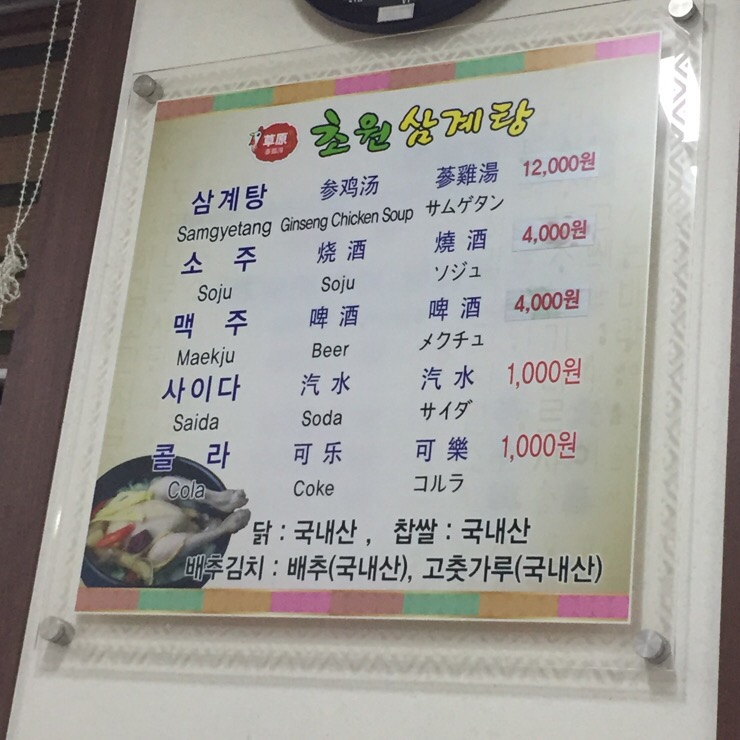 草原 초원 삼계탕
삼계탕 参鸡汤 蔘雞湯 12,000원
Samgyetang Ginseng Chicken Soup サムゲタン
소 주 烧酒 燒酒 4,000원
Soju Soju ソジュ
맥 주 啤酒 啤酒 4,000원
Maekju Beer メクチュ
사이다 汽水 汽水 1,000원
Saida Soda サイダ
콜 라 可乐 可樂 1,000원
Cola Coke コルラ
닭 : 국내산 , 찹쌀 : 국내산
배추김치 : 배추(국내산), 고춧가루(국내산)